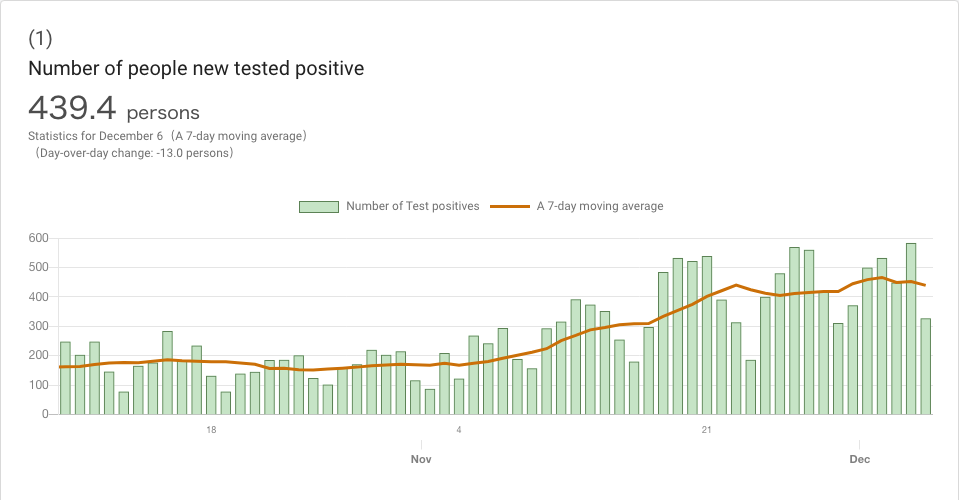 (1)
Number of people new tested positive
439.4 persons
Statistics for December 6（A 7-day moving average）
（Day-over-day change: -13.0 persons）
Number of Test positives A 7-day moving average
600
500
400
300
200
100
0
18 4 21
Nov Dec